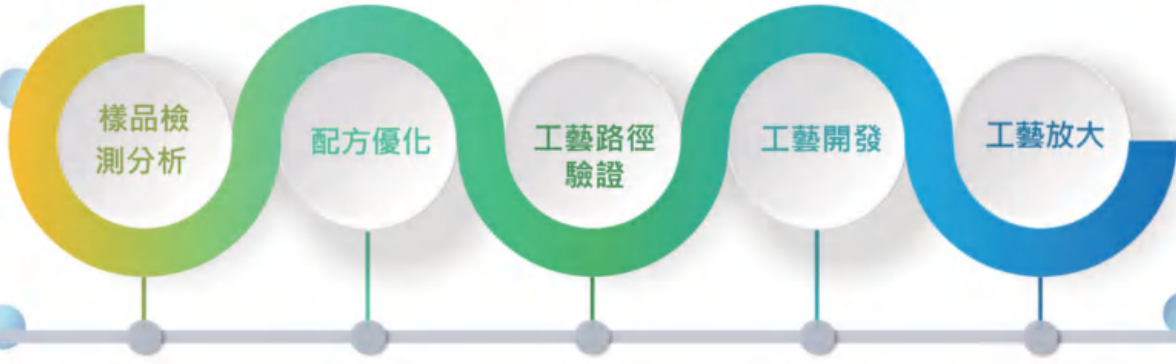 樣品檢
測分析
配方優化
工藝路徑
驗證
工藝開發
工藝放大